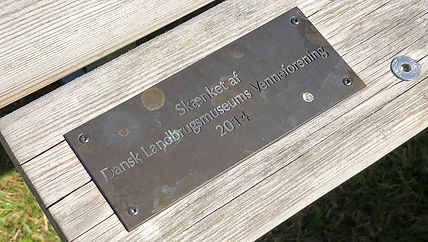 Skænket af
Dansk Landbrugsmuseums Venneforening
2014